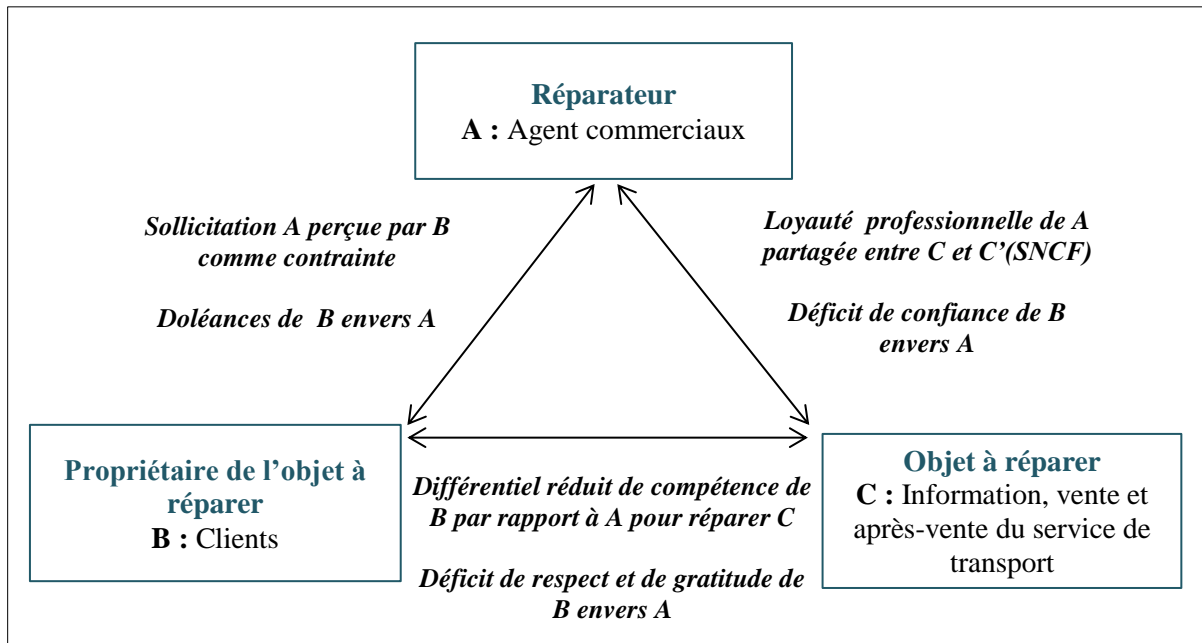 Réparateur
A : Agent commerciaux
Sollicitation A perçue par B
comme contrainte
Doléances de B envers A
Loyauté professionnelle de A
partagée entre C et C’(SNCF)
Déficit de confiance de B
envers A
Propriétaire de l’objet à
réparer
B : Clients
Différentiel réduit de compétence de
B par rapport à A pour réparer C
Déficit de respect et de gratitude de
B envers A
Objet à réparer
C : Information, vente et
après-vente du service de
transport